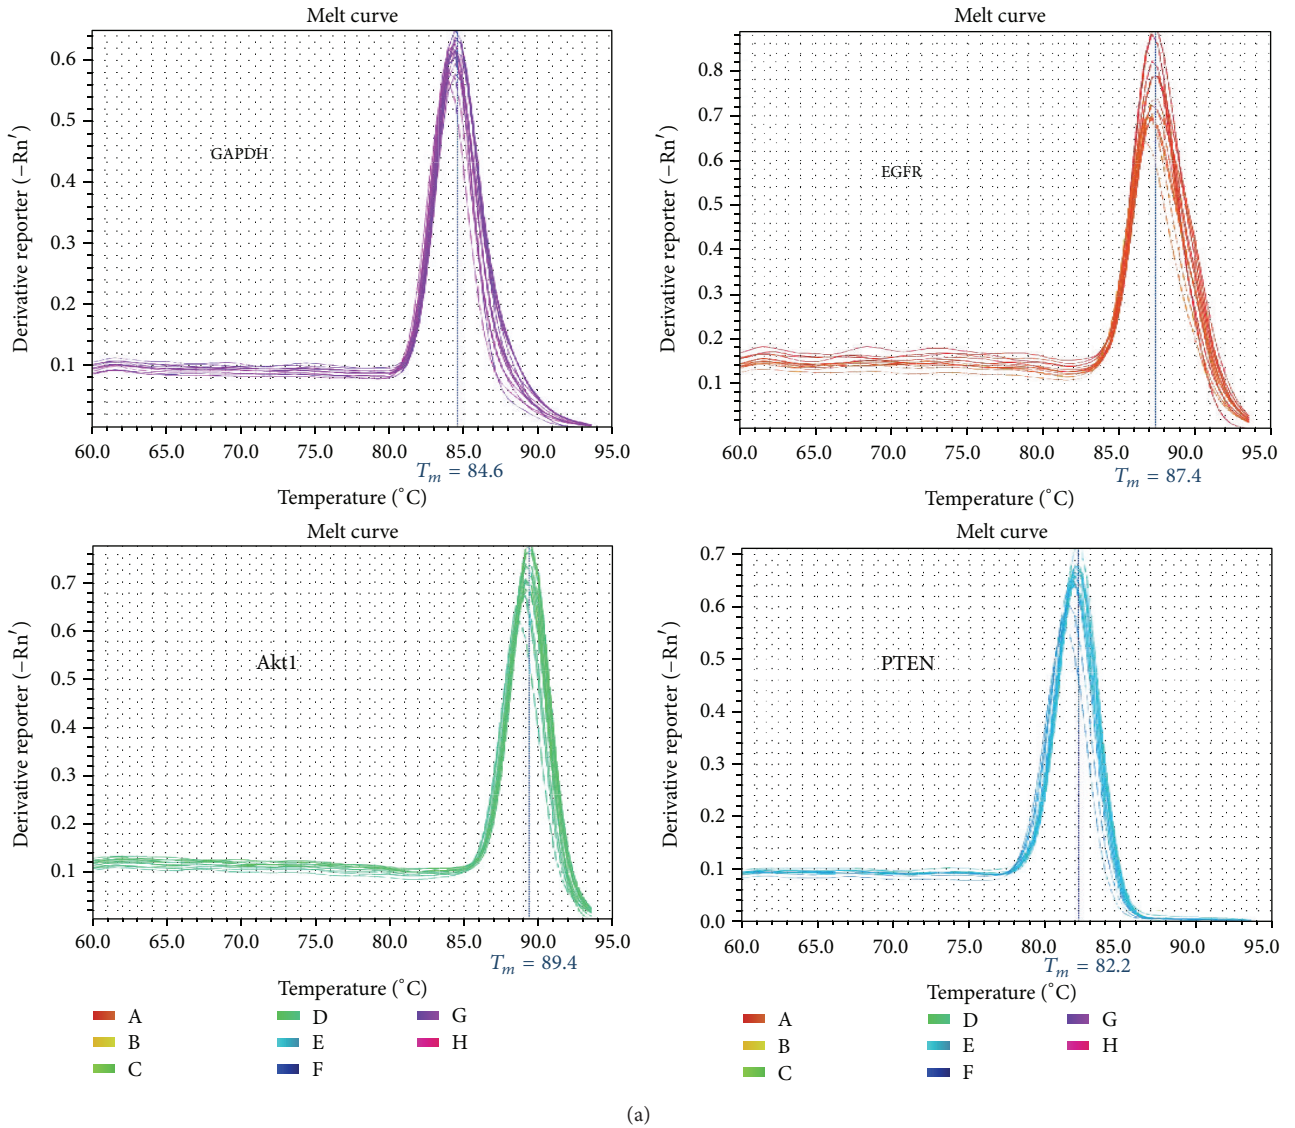 Melt curve
Derivative reporter (−Rn′)
0.6
0.5
0.4
0.3
0.2
0.1
GAPDH
60.0 65.0 70.0 75.0 80.0 85.0 90.0 95.0
Tm = 84.6
Temperature (°C)
Melt curve
Derivative reporter (−Rn′)
0.8
0.7
0.6
0.5
0.4
0.3
0.2
0.1
EGFR
60.0 65.0 70.0 75.0 80.0 85.0 90.0 95.0
Tm = 87.4
Temperature (°C)
Melt curve
Derivative reporter (−Rn′)
0.7
0.6
0.5
0.4
0.3
0.2
0.1
Akt1
60.0 65.0 70.0 75.0 80.0 85.0 90.0 95.0
Tm = 89.4
Temperature (°C)
A D G
B E H
C F
Melt curve
Derivative reporter (−Rn′)
0.7
0.6
0.5
0.4
0.3
0.2
0.1
0.0
PTEN
60.0 65.0 70.0 75.0 80.0 85.0 90.0 95.0
Tm = 82.2
Temperature (°C)
A D G
B E H
C F
(a)